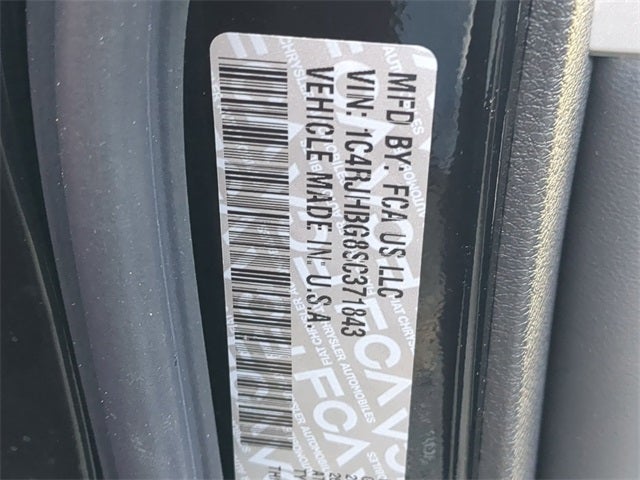 MFD BY: FCA US LLC
VIN: 1C4RJHBG8SC371843
VEHICLE MADE IN: U.S.A